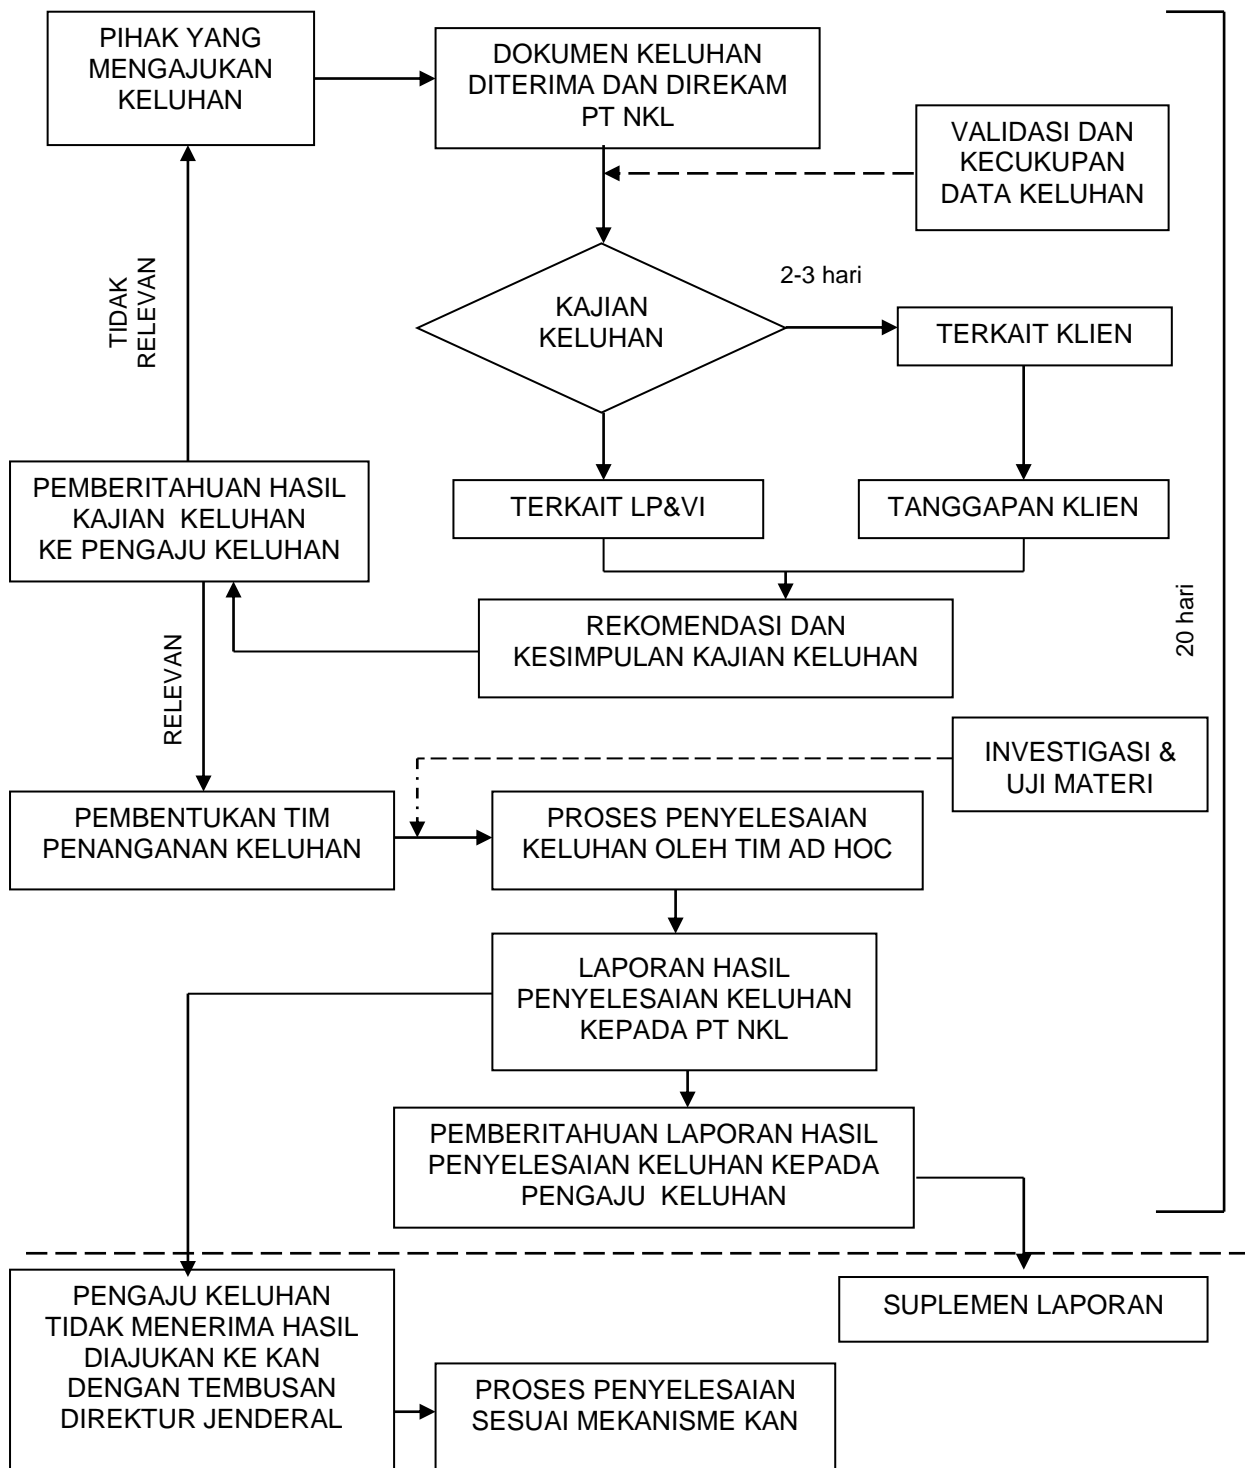 PIHAK YANG
MENGAJUKAN
KELUHAN
DOKUMEN KELUHAN
DITERIMA DAN DIREKAM
PT NKL
VALIDASI DAN
KECUKUPAN
DATA KELUHAN
TIDAK
RELEVAN
KAJIAN
KELUHAN
2-3 hari
TERKAIT KLIEN
PEMBERITAHUAN HASIL
KAJIAN KELUHAN
KE PENGAJU KELUHAN
TERKAIT LP&VI
TANGGAPAN KLIEN
REKOMENDASI DAN
KESIMPULAN KAJIAN KELUHAN
20 hari
RELEVAN
INVESTIGASI &
UJI MATERI
PEMBENTUKAN TIM
PENANGANAN KELUHAN
PROSES PENYELESAIAN
KELUHAN OLEH TIM AD HOC
LAPORAN HASIL
PENYELESAIAN KELUHAN
KEPADA PT NKL
PEMBERITAHUAN LAPORAN HASIL
PENYELESAIAN KELUHAN KEPADA
PENGAJU KELUHAN
PENGAJU KELUHAN
TIDAK MENERIMA HASIL
DIAJUKAN KE KAN
DENGAN TEMBUSAN
DIREKTUR JENDERAL
SUPLEMEN LAPORAN
PROSES PENYELESAIAN
SESUAI MEKANISME KAN